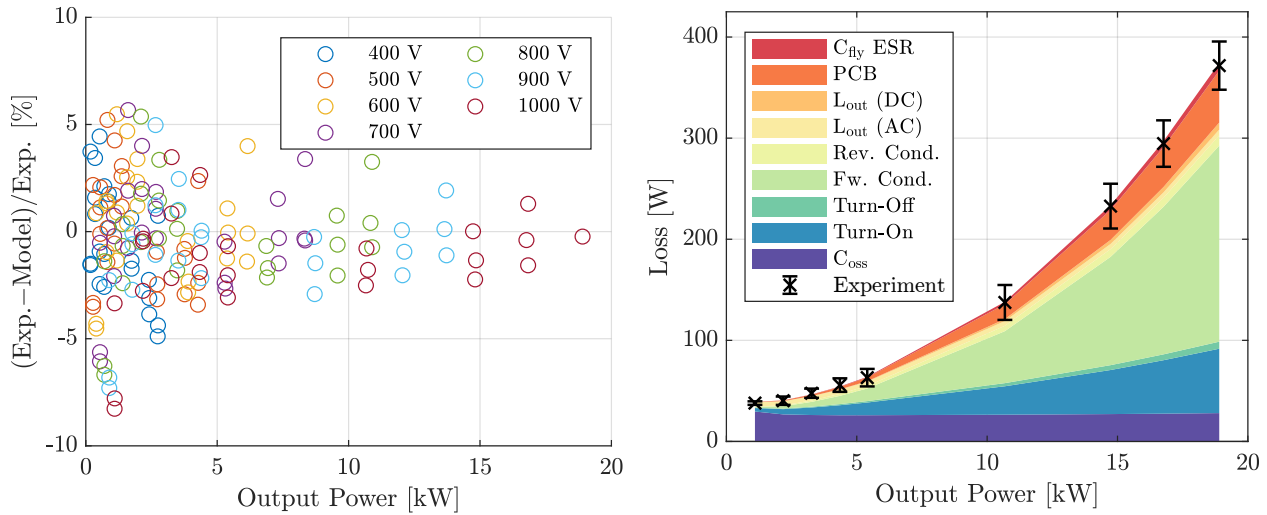 (Exp.−Model)/Exp. [%]
10
5
0
-5
-10
400 V
500 V
600 V
700 V
800 V
900 V
1000 V
0
5
10
15
20
Output Power [kW]
Loss [W]
400
300
200
100
0
C_fly ESR
PCB
L_out (DC)
L_out (AC)
Rev. Cond.
Fw. Cond.
Turn-Off
Turn-On
C_oss
Experiment
0
5
10
15
20
Output Power [kW]